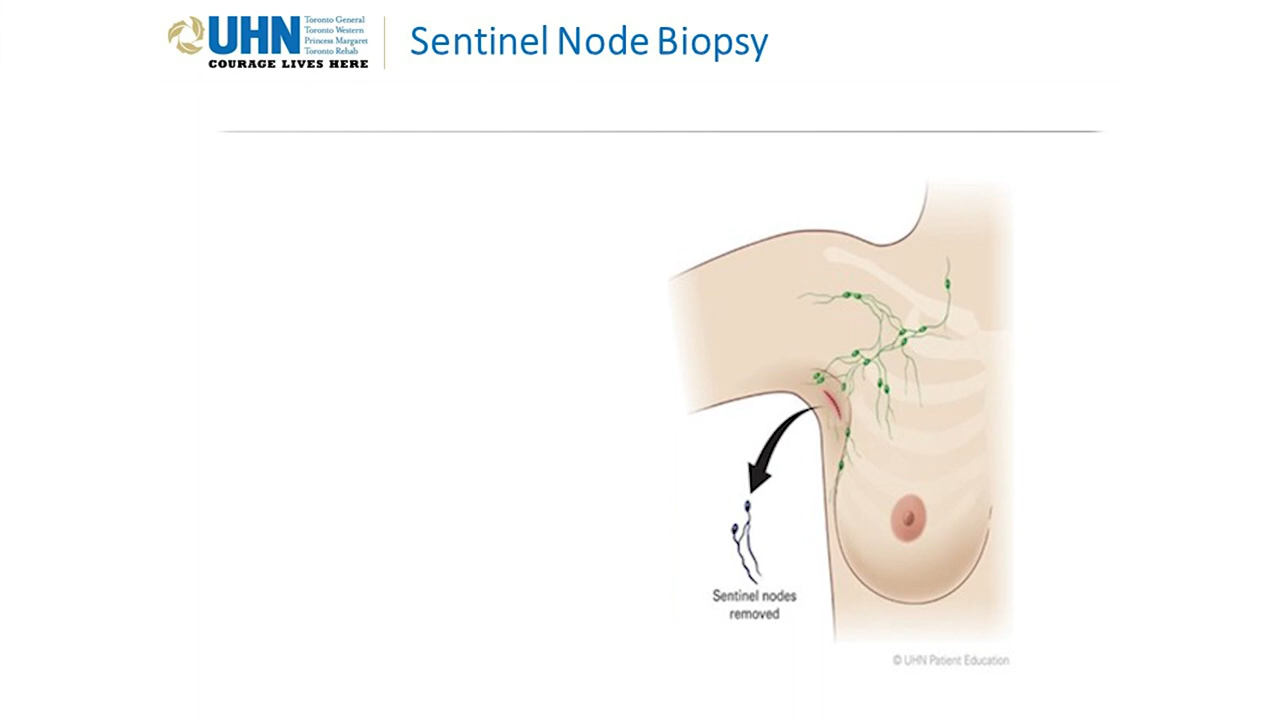 UHN
Toronto General
Toronto Western
Princess Margaret
Toronto Rehab
COURAGE LIVES HERE
Sentinel Node Biopsy
Sentinel nodes
removed
© UHN Patient Education